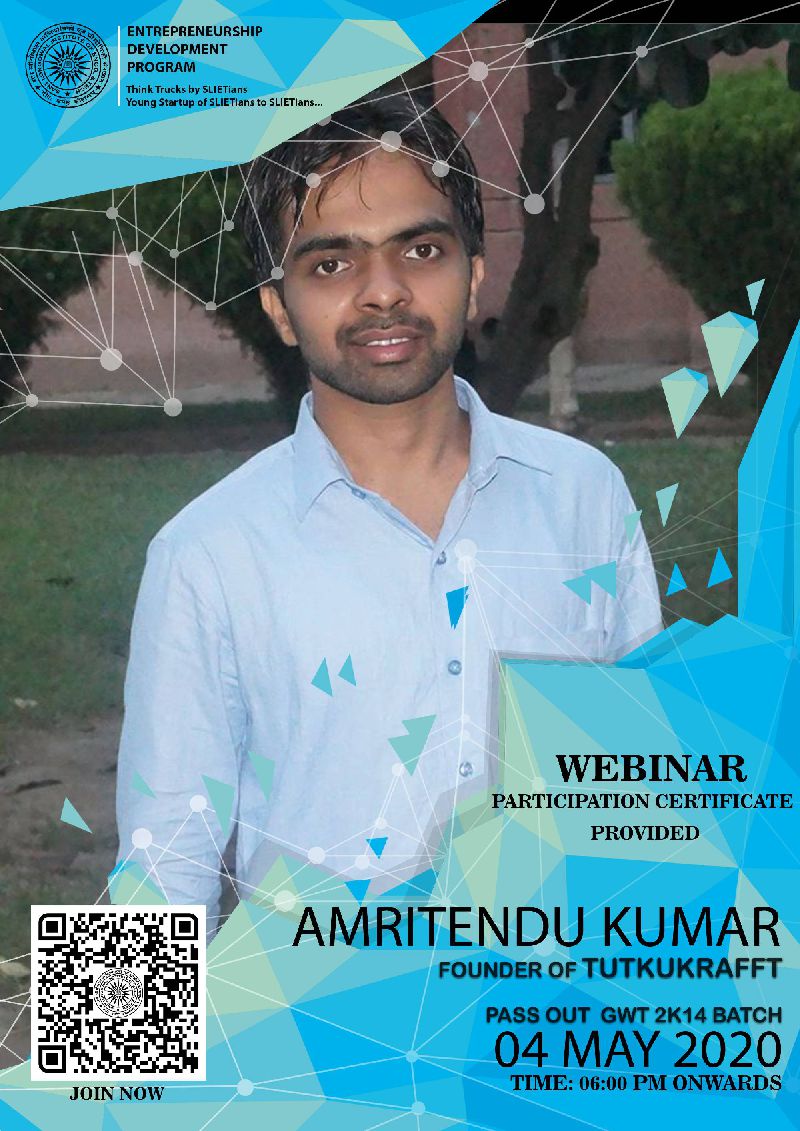 ENTREPRENEURSHIP
DEVELOPMENT
PROGRAM
Think Trucks by SLIETians
Young Startup of SLIETians to SLIETians...
WEBINAR
PARTICIPATION CERTIFICATE
PROVIDED
AMRITENDU KUMAR
FOUNDER OF TUTKUKRAFFT
PASS OUT GWT 2K14 BATCH
04 MAY 2020
TIME: 06:00 PM ONWARDS
JOIN NOW